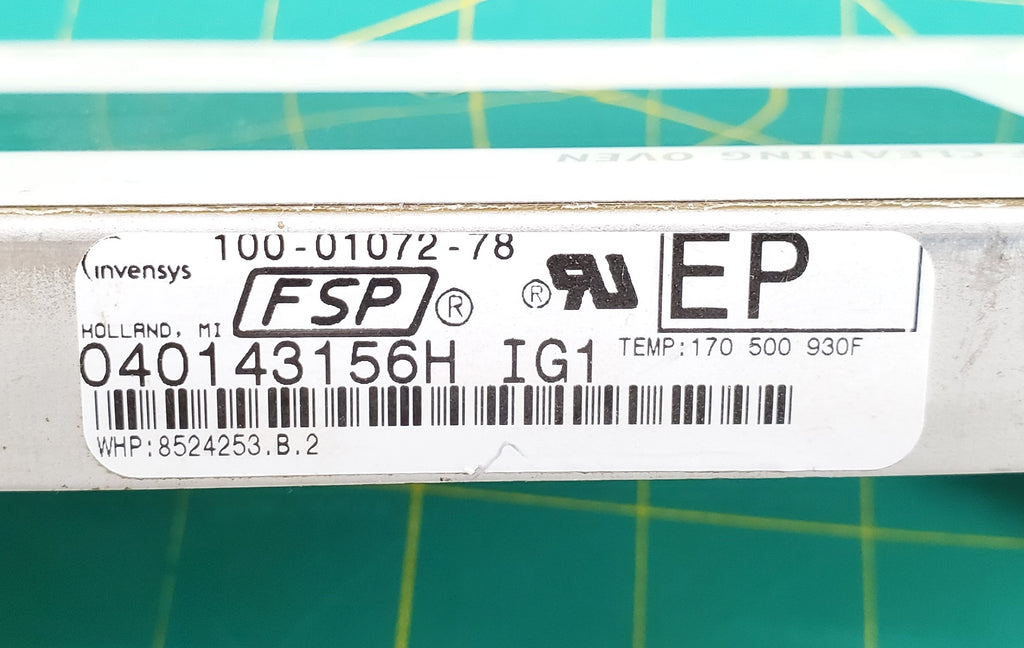 CLEANING OVEN
100-01072-78
invensys
FSP®
®
EP
HOLLAND, MI
040143156H IG1
TEMP:170 500 930F
WHP:8524253.B.2